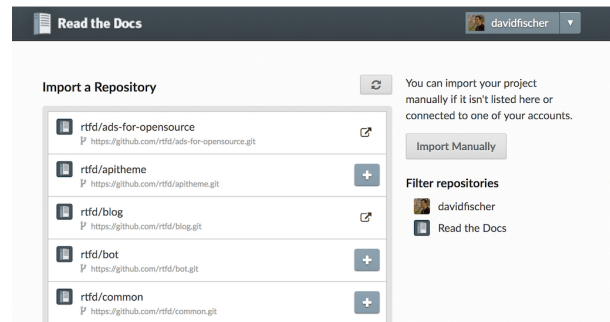 Read the Docs
davidfischer
Import a Repository
rtfd/ads-for-opensource
https://github.com/rtfd/ads-for-opensource.git
rtfd/apitheme
https://github.com/rtfd/apitheme.git
rtfd/blog
https://github.com/rtfd/blog.git
rtfd/bot
https://github.com/rtfd/bot.git
rtfd/common
https://github.com/rtfd/common.git
You can import your project
manually if it isn't listed here or
connected to one of your accounts.
Import Manually
Filter repositories
davidfischer
Read the Docs